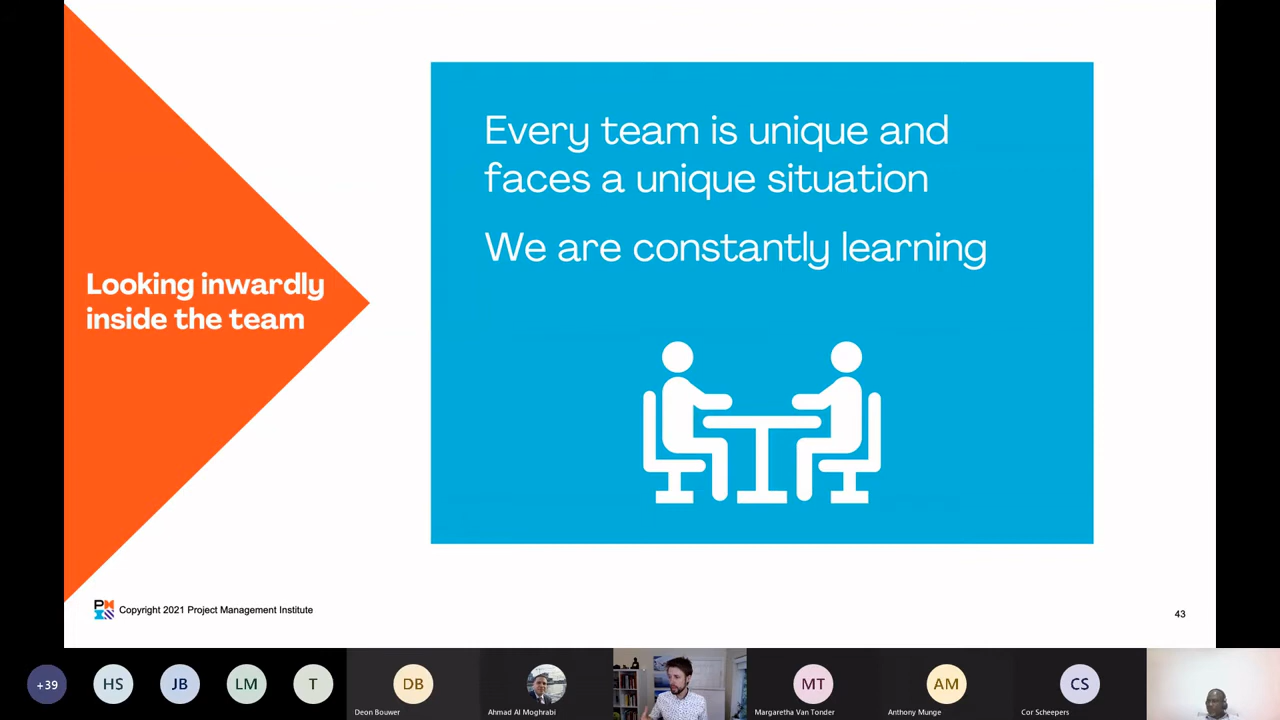 Every team is unique and
faces a unique situation
We are constantly learning
Looking inwardly
inside the team
PM
Copyright 2021 Project Management Institute
43
+39
HS
JB
LM
T
DB
Deon Bouwer
Ahmad Al Moghrabi
MT
Margaretha Van Tonder
AM
Anthony Munge
CS
Cor Scheepers